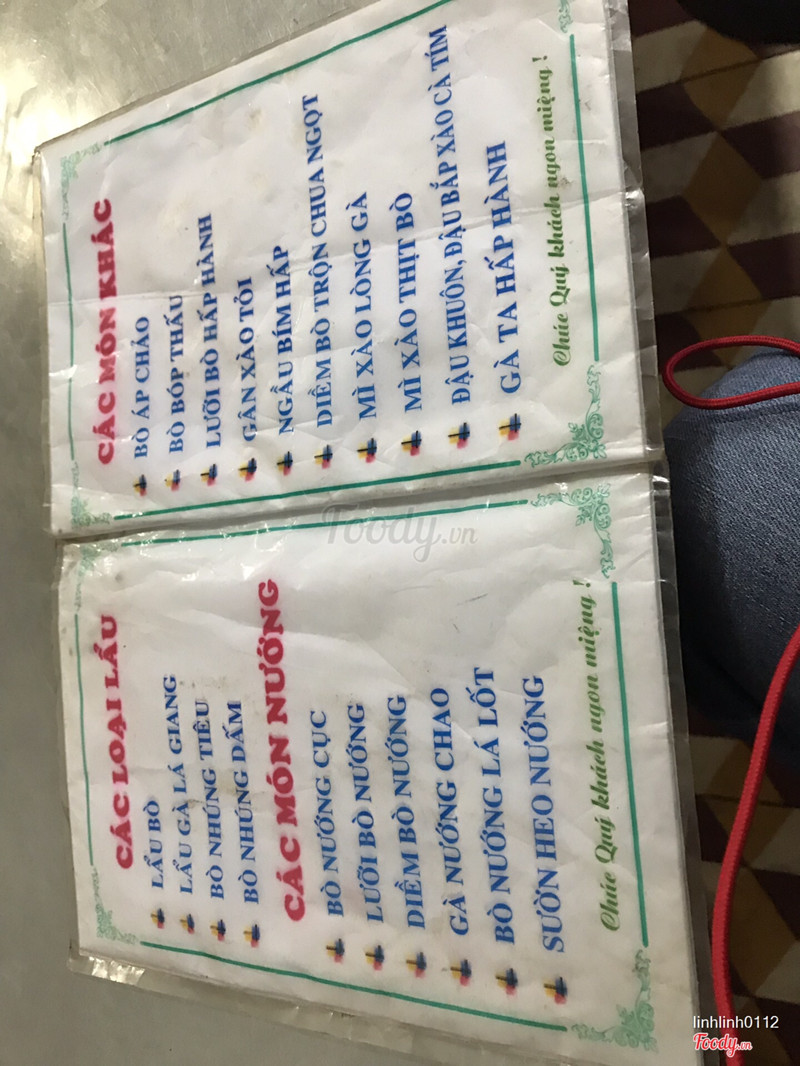 CÁC LOẠI LẨU
LẨU BÒ
LẨU GÀ LÁ GIANG
BÒ NHÚNG TIÊU
BÒ NHÚNG DẤM
CÁC MÓN NƯỚNG
BÒ NƯỚNG CỤC
LƯỠI BÒ NƯỚNG
DIỀM BÒ NƯỚNG
GÀ NƯỚNG CHAO
BÒ NƯỚNG LÁ LỐT
SƯỜN HEO NƯỚNG
Chúc Quý khách ngon miệng !
CÁC MÓN KHÁC
BÒ ÁP CHẢO
BÒ BÓP THẤU
LƯỠI BÒ HẤP HÀNH
GÂN XÀO TỎI
NGẦU BÍM HẤP
DIỀM BÒ TRỘN CHUA NGỌT
MÌ XÀO LÒNG GÀ
MÌ XÀO THỊT BÒ
ĐẬU KHUÔN, ĐẬU BẮP XÀO CÀ TÍM
GÀ TA HẤP HÀNH
Chúc Quý khách ngon miệng !
Foody.vn
linhlinh0112
Foody.vn